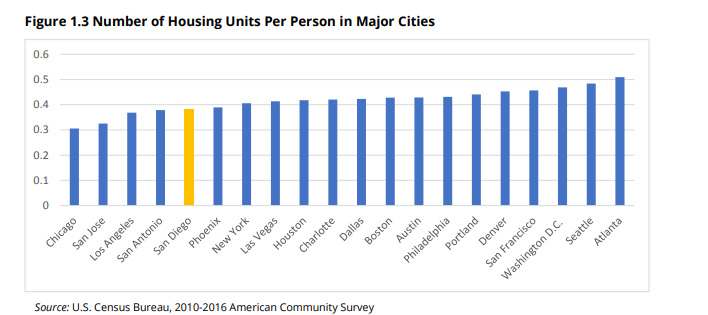 Figure 1.3 Number of Housing Units Per Person in Major Cities
0.6
0.5
0.4
0.3
0.2
0.1
0
Chicago
San Jose
Los Angeles
San Antonio
San Diego
Phoenix
New York
Las Vegas
Houston
Charlotte
Dallas
Boston
Austin
Philadelphia
Portland
Denver
San Francisco
Washington D.C.
Seattle
Atlanta
Source: U.S. Census Bureau, 2010-2016 American Community Survey